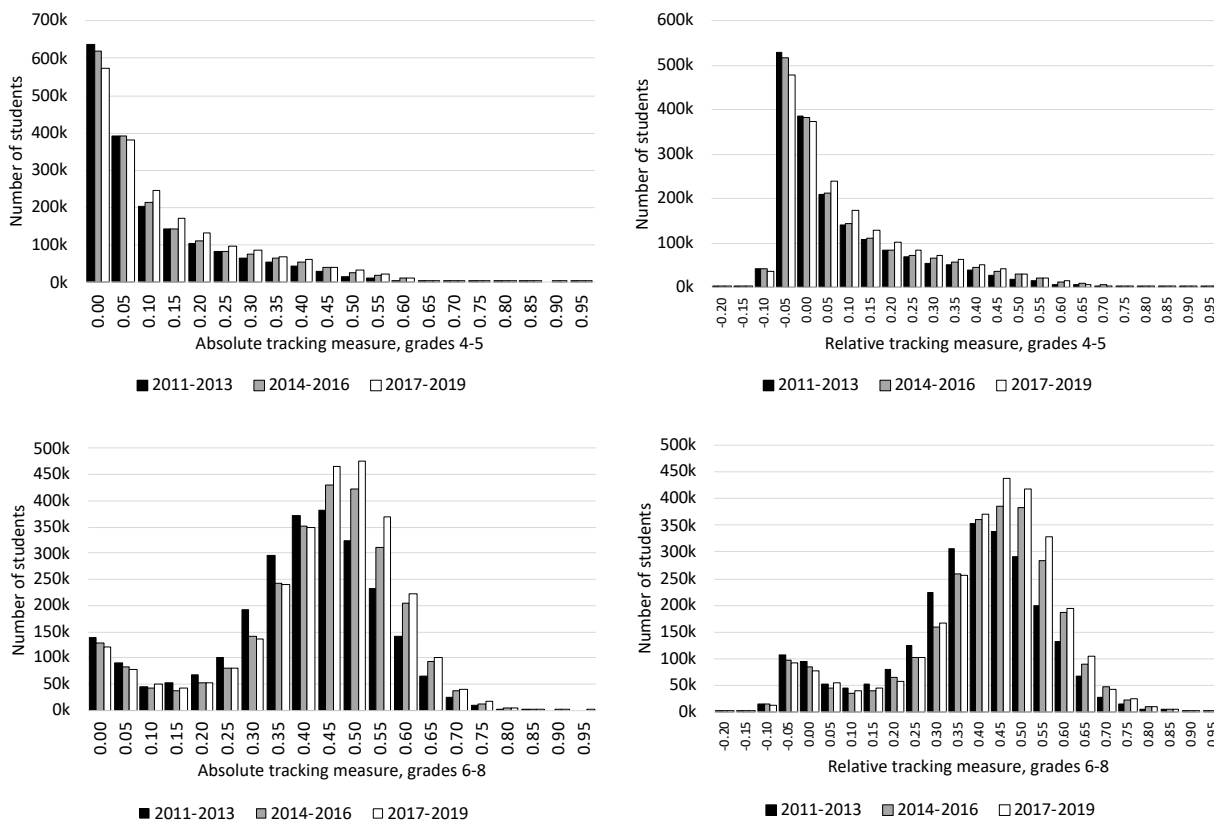 700k
600k
500k
400k
300k
200k
100k
0k
Number of students
0.00 0.05 0.10 0.15 0.20 0.25 0.30 0.35 0.40 0.45 0.50 0.55 0.60 0.65 0.70 0.75 0.80 0.85 0.90 0.95
Absolute tracking measure, grades 4-5
2011-2013 2014-2016 2017-2019
600k
500k
400k
300k
200k
100k
0k
Number of students
-0.20 -0.15 -0.10 -0.05 0.00 0.05 0.10 0.15 0.20 0.25 0.30 0.35 0.40 0.45 0.50 0.55 0.60 0.65 0.70 0.75 0.80 0.85 0.90 0.95
Relative tracking measure, grades 4-5
2011-2013 2014-2016 2017-2019
500k
450k
400k
350k
300k
250k
200k
150k
100k
50k
0k
Number of students
0.00 0.05 0.10 0.15 0.20 0.25 0.30 0.35 0.40 0.45 0.50 0.55 0.60 0.65 0.70 0.75 0.80 0.85 0.90 0.95
Absolute tracking measure, grades 6-8
2011-2013 2014-2016 2017-2019
500k
450k
400k
350k
300k
250k
200k
150k
100k
50k
0k
Number of students
-0.20 -0.15 -0.10 -0.05 0.00 0.05 0.10 0.15 0.20 0.25 0.30 0.35 0.40 0.45 0.50 0.55 0.60 0.65 0.70 0.75 0.80 0.85 0.90 0.95
Relative tracking measure, grades 6-8
2011-2013 2014-2016 2017-2019